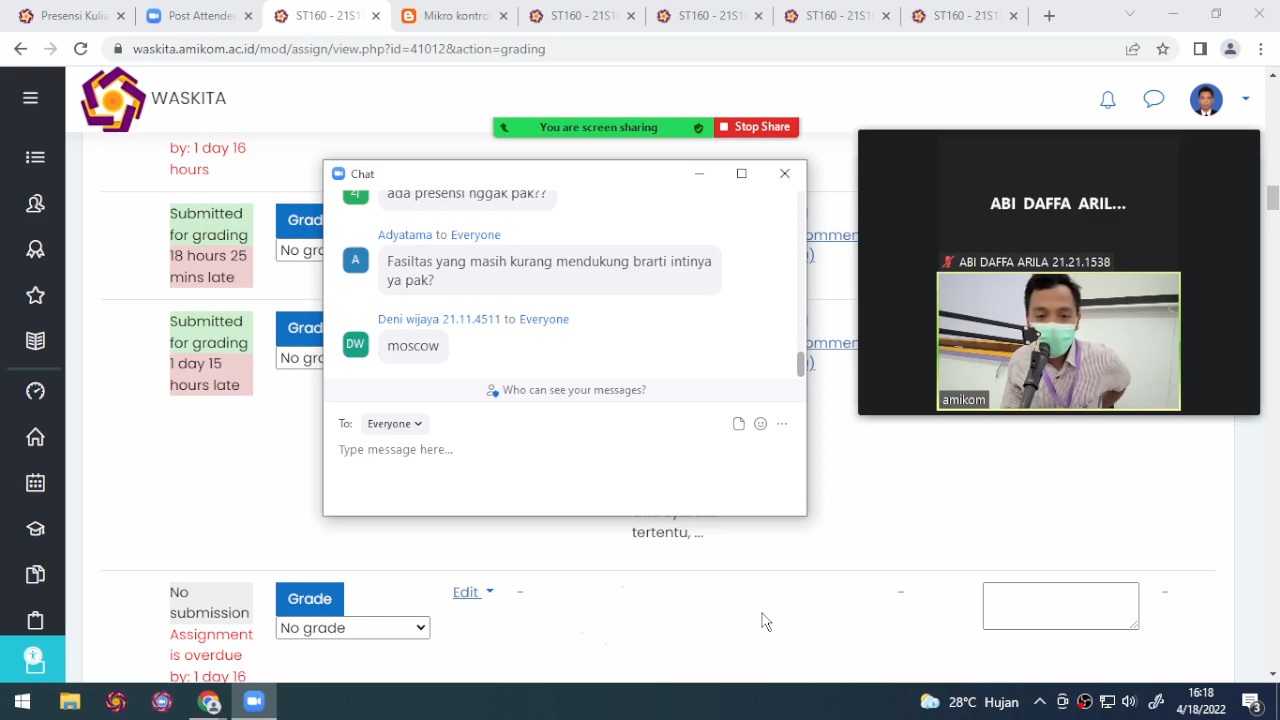 Presensi Kulia
Post Attende
ST160 - 21S1
Mikro kontrol
ST160 - 21S1
ST160 - 21S1
ST160 - 21S1
ST160 - 21S1
waskita.amikom.ac.id/mod/assign/view.php?id=41012&action=grading
WASKITA
You are screen sharing
Stop Share
by: 1 day 16
hours
Chat
ada presensi nggak pak??
Adyatama to Everyone
A
Fasiltas yang masih kurang mendukung brarti intinya
ya pak?
Deni wijaya 21.11.4511 to Everyone
DW
moscow
Who can see your messages?
To: Everyone
Type message here...
ABI DAFFA ARIL...
ABI DAFFA ARILA 21.21.1538
amikom
Submitted
for grading
18 hours 25
mins late
Grad
No gra
Submitted
for grading
1 day 15
hours late
Grad
No gra
tertentu, ...
No
submission
Assignment
is overdue
by: 1 day 16
Grade
No grade
Edit
-
-
-
28°C Hujan
16:18
4/18/2022
3